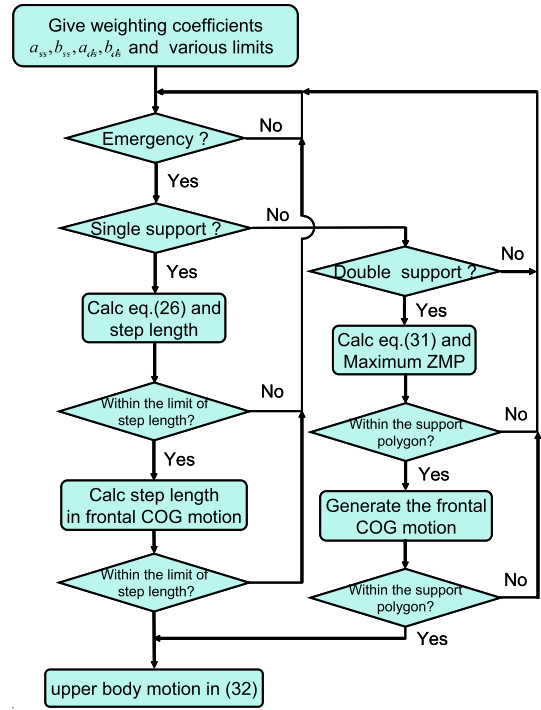 Give weighting coefficients
a_ss, b_ss, a_ds, b_ds and various limits
Emergency ?
No
Yes
Single support ?
No
Yes
Double support ?
No
Yes
Calc eq.(26) and
step length
Calc eq.(31) and
Maximum ZMP
Within the limit of
step length?
No
Yes
Within the support
polygon?
No
Yes
Calc step length
in frontal COG motion
Generate the frontal
COG motion
Within the limit of
step length?
Within the support
polygon?
No
Yes
upper body motion in (32)